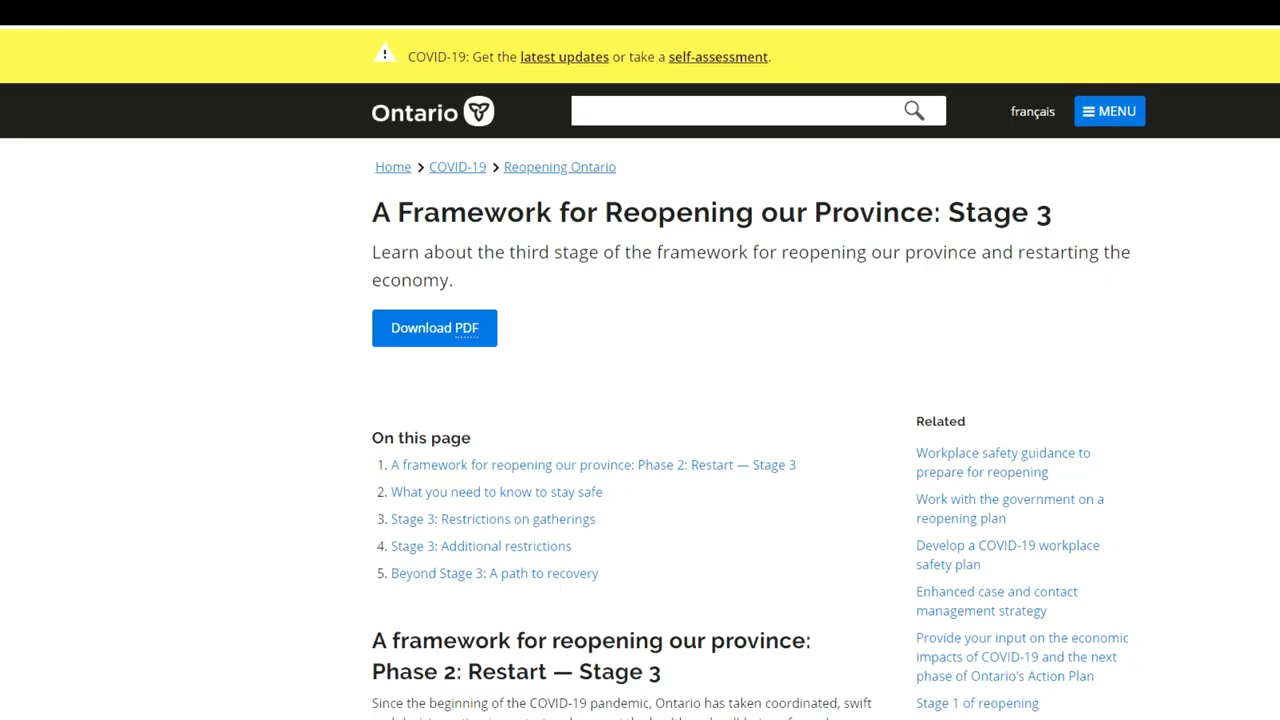 COVID-19: Get the latest updates or take a self-assessment.
Ontario
français
MENU
Home
COVID-19
Reopening Ontario
A Framework for Reopening our Province: Stage 3
Learn about the third stage of the framework for reopening our province and restarting the
economy.
Download PDF
On this page
1. A framework for reopening our province: Phase 2: Restart — Stage 3
2. What you need to know to stay safe
3. Stage 3: Restrictions on gatherings
4. Stage 3: Additional restrictions
5. Beyond Stage 3: A path to recovery
A framework for reopening our province:
Phase 2: Restart — Stage 3
Since the beginning of the COVID-19 pandemic, Ontario has taken coordinated, swift
Related
Workplace safety guidance to
prepare for reopening
Work with the government on a
reopening plan
Develop a COVID-19 workplace
safety plan
Enhanced case and contact
management strategy
Provide your input on the economic
impacts of COVID-19 and the next
phase of Ontario's Action Plan
Stage 1 of reopening